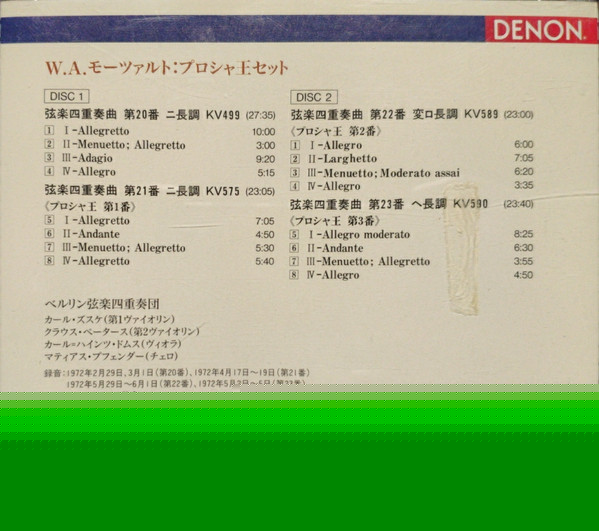 DENON
W.A.モーツァルト:プロシャ王セット
DISC 1
弦楽四重奏曲 第20番 ニ長調 KV499 (27:35)
1 I-Allegretto 10:00
2 II-Menuetto; Allegretto 3:00
3 III-Adagio 9:20
4 IV-Allegro 5:15
弦楽四重奏曲 第21番 ニ長調 KV575 (23:05)
《プロシャ王 第1番》
5 I-Allegretto 7:05
6 II-Andante 4:50
7 III-Menuetto; Allegretto 5:30
8 IV-Allegretto 5:40
DISC 2
弦楽四重奏曲 第22番 変ロ長調 KV589 (23:00)
《プロシャ王 第2番》
1 I-Allegro 6:00
2 II-Larghetto 7:05
3 III-Menuetto; Moderato assai 6:20
4 IV-Allegro 3:35
弦楽四重奏曲 第23番 ヘ長調 KV590 (23:40)
《プロシャ王 第3番》
5 I-Allegro moderato 8:25
6 II-Andante 6:30
7 III-Menuetto; Allegretto 3:55
8 IV-Allegro 4:50
ベルリン弦楽四重奏団
カール・ズスケ(第1ヴァイオリン)
クラウス・ペータース(第2ヴァイオリン)
カール=ハインツ・ドムス(ヴィオラ)
マティアス・プフェンダー(チェロ)
録音:1972年2月29日、3月1日(第20番)、1972年4月17日〜19日(第21番)
1972年5月29日〜6月1日(第22番)、1972年5月2日〜5日(第23番)